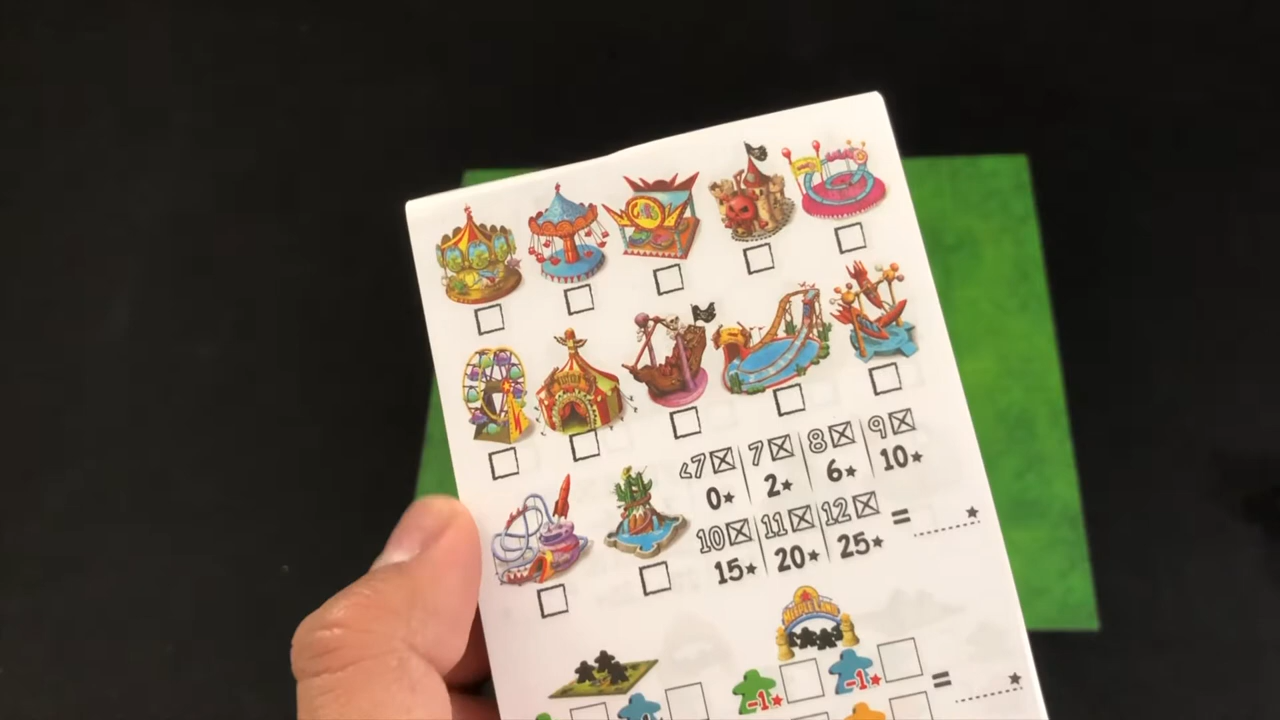 <7 7 8 9
0★ 2★ 6★ 10★
10 11 12 =
15★ 20★ 25★ ........★
MEEPLE LAND
-1★ -1★ = ........★